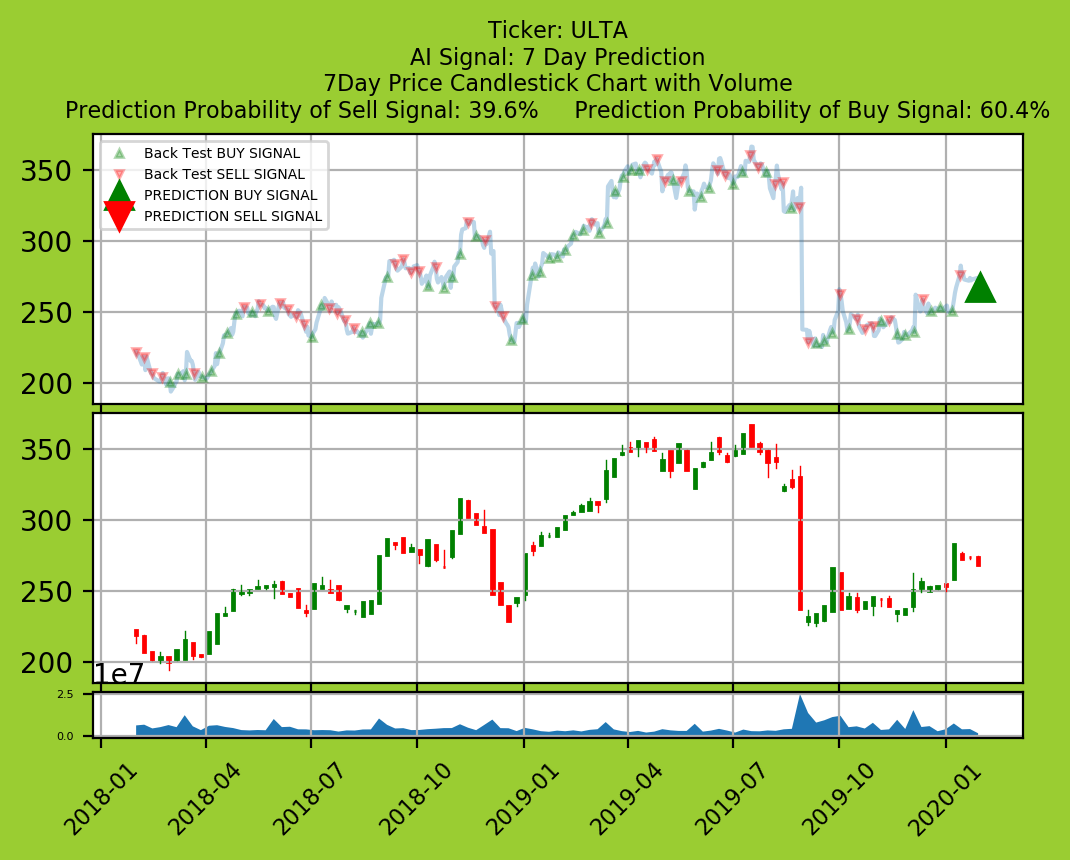 Ticker: ULTA
AI Signal: 7 Day Prediction
7Day Price Candlestick Chart with Volume
Prediction Probability of Sell Signal: 39.6% Prediction Probability of Buy Signal: 60.4%
Back Test BUY SIGNAL
Back Test SELL SIGNAL
PREDICTION BUY SIGNAL
PREDICTION SELL SIGNAL
350
300
250
200
350
300
250
200
1e7
2.5
0.0
2018-01 2018-04 2018-07 2018-10 2019-01 2019-04 2019-07 2019-10 2020-01